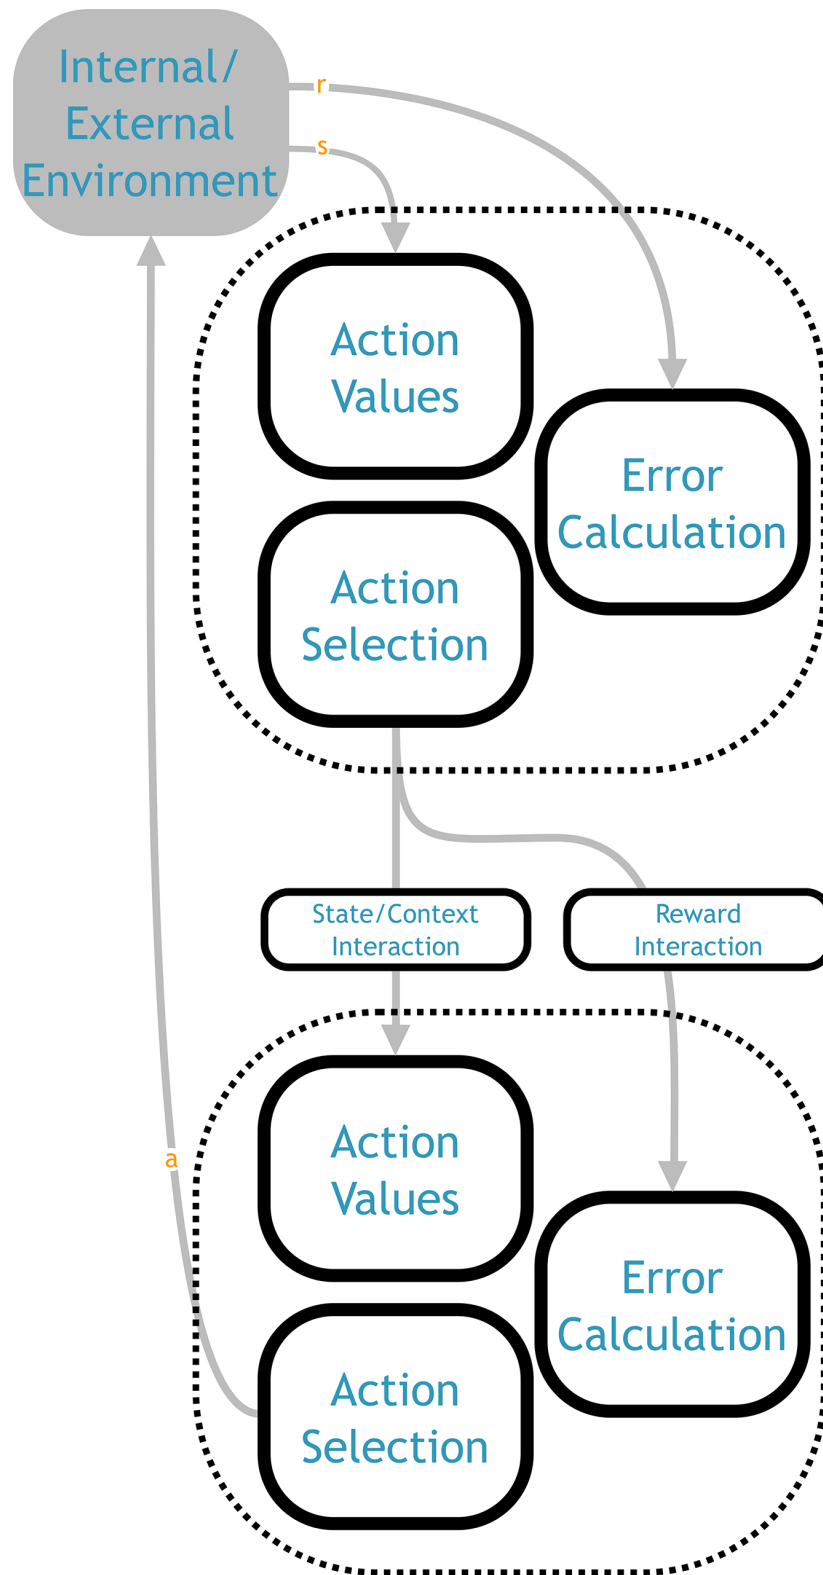 Internal/
External
Environment
r
s
Action
Values
Error
Calculation
Action
Selection
State/Context
Interaction
Reward
Interaction
Action
Values
a
Error
Calculation
Action
Selection